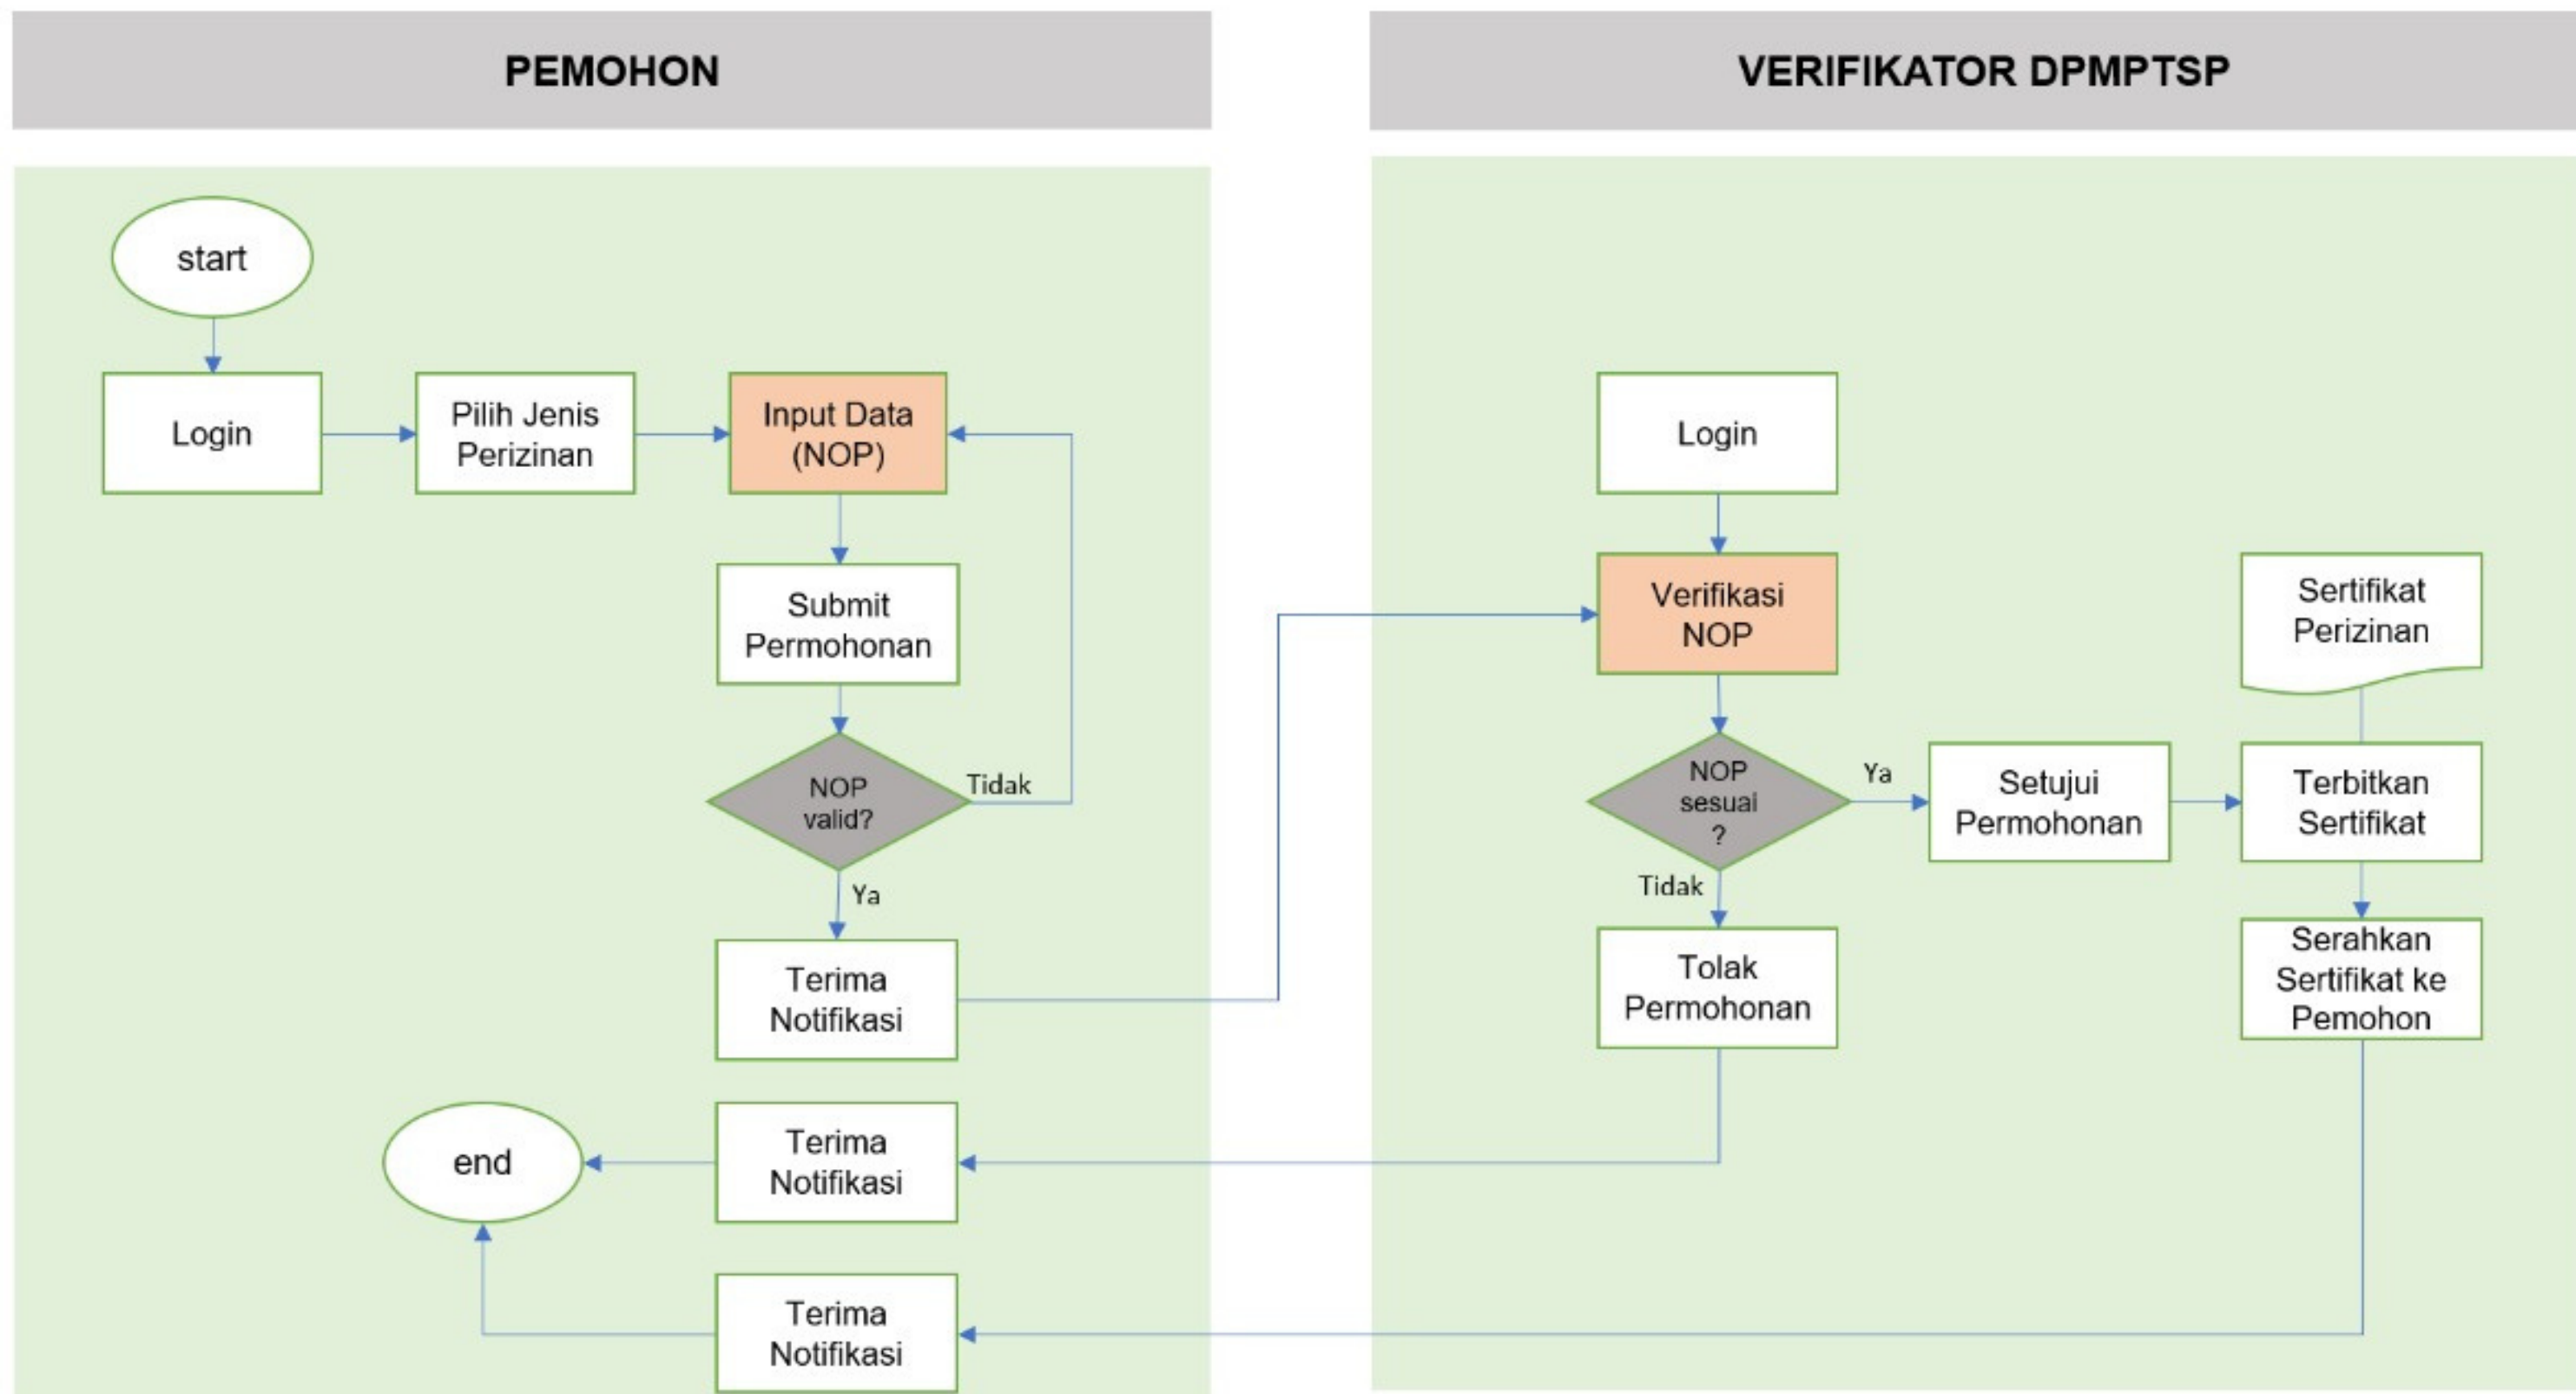 PEMOHON
VERIFIKATOR DPMPTSP
start
Login
Pilih Jenis
Perizinan
Input Data
(NOP)
Submit
Permohonan
NOP
valid?
Tidak
Ya
Terima
Notifikasi
end
Terima
Notifikasi
Terima
Notifikasi
Login
Verifikasi
NOP
NOP
sesuai
?
Ya
Tidak
Tolak
Permohonan
Setujui
Permohonan
Sertifikat
Perizinan
Terbitkan
Sertifikat
Serahkan
Sertifikat ke
Pemohon